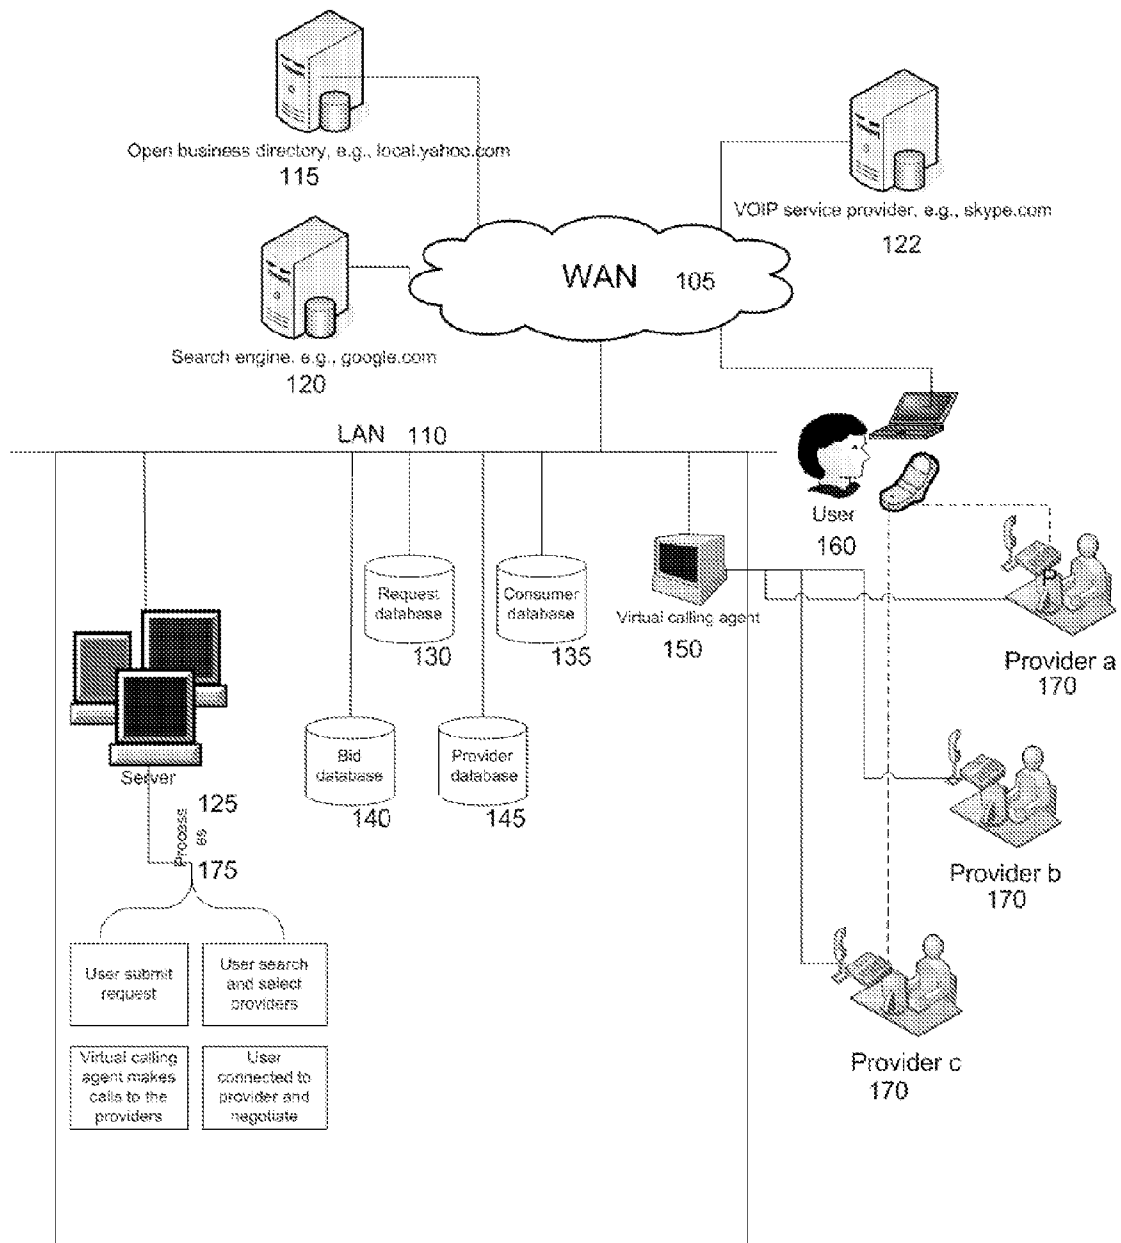 Open business directory, e.g., local.yahoo.com
115
VOIP service provider, e.g., skype.com
122
WAN 105
Search engine, e.g., google.com
120
LAN 110
User
160
Request
database
130
Consumer
database
135
Virtual calling agent
150
P
Provider a
170
Server
125
Bid
database
140
Provider
database
145
Process
es
175
Provider b
170
User submit
request
User search
and select
providers
Virtual calling
agent makes
calls to the
providers
User
connected to
provider and
negotiate
Provider c
170